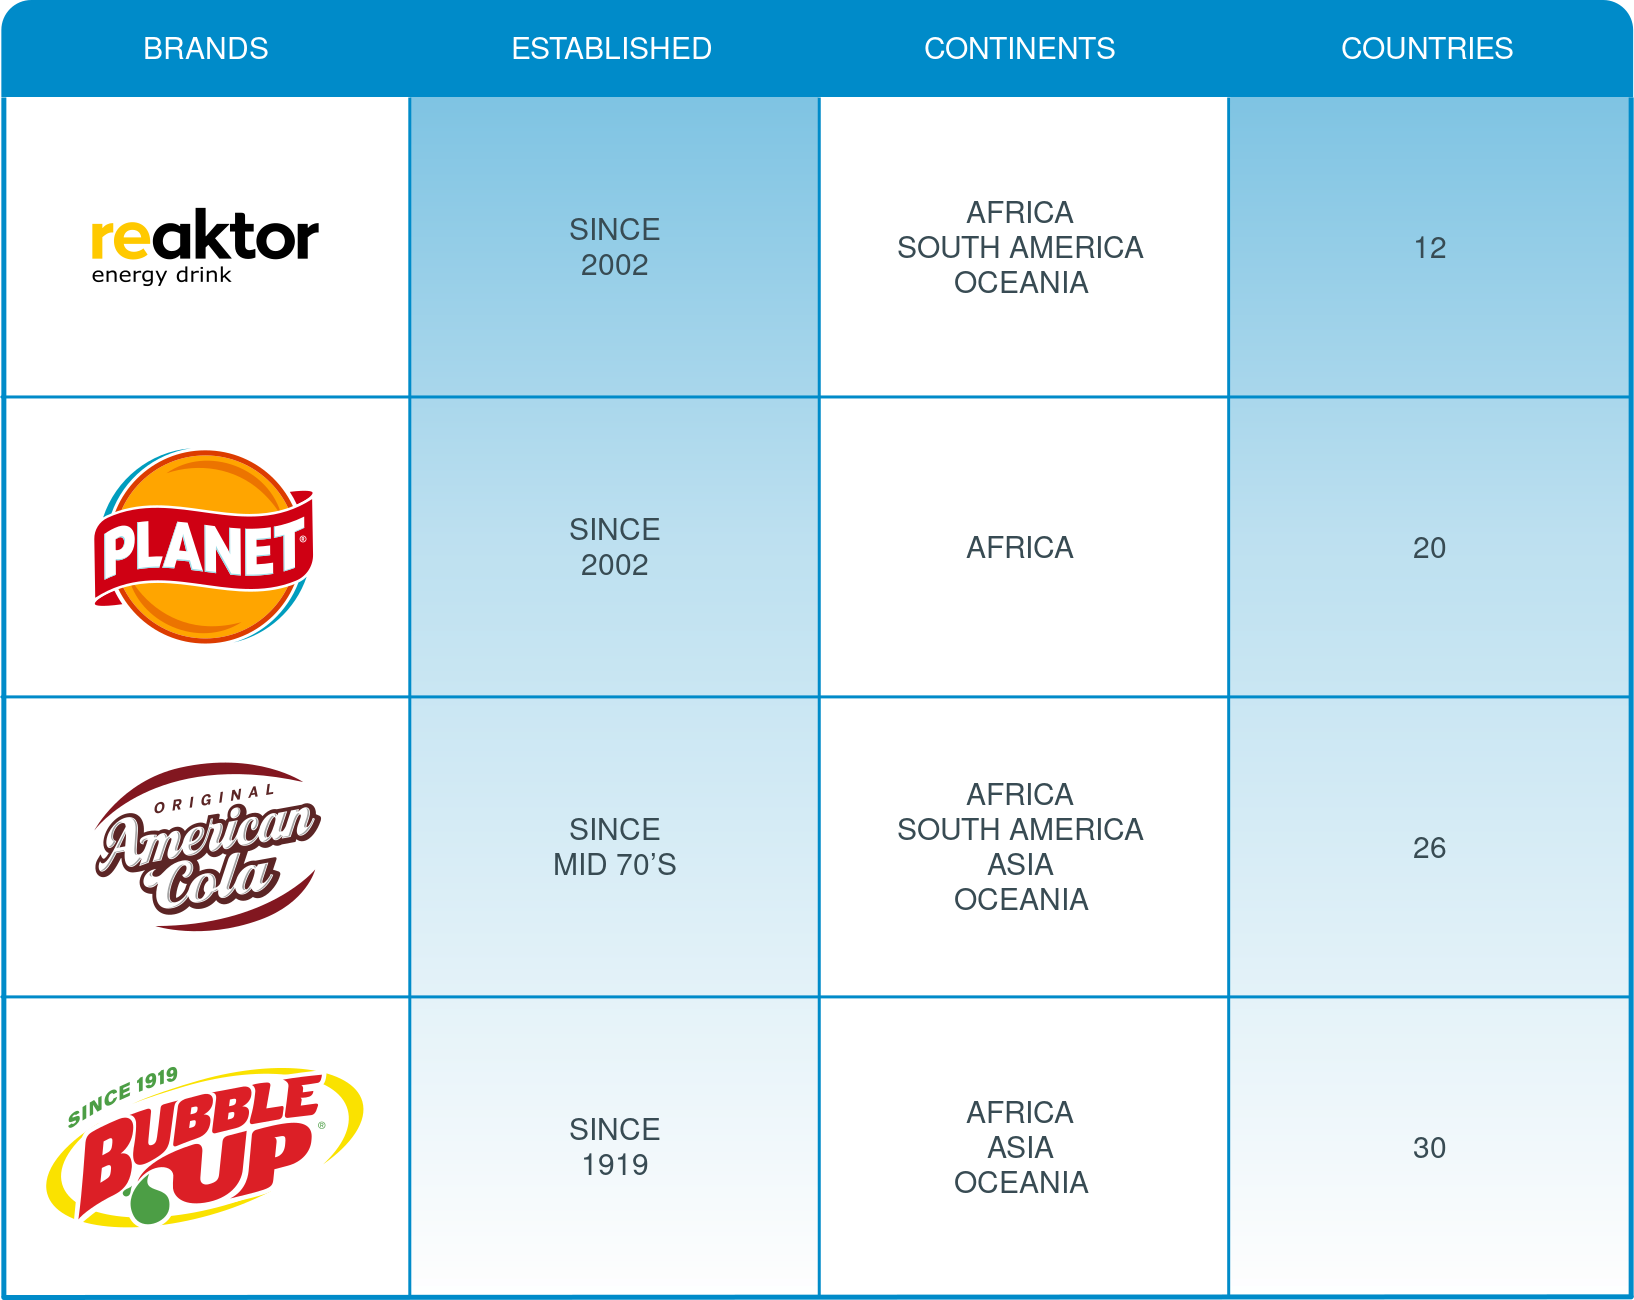 BRANDS ESTABLISHED CONTINENTS COUNTRIES
reaktor
energy drink
SINCE
2002
AFRICA
SOUTH AMERICA
OCEANIA
12
PLANET®
SINCE
2002
AFRICA
20
ORIGINAL
American
Cola
SINCE
MID 70’S
AFRICA
SOUTH AMERICA
ASIA
OCEANIA
26
SINCE 1919
BUBBLE
UP®
SINCE
1919
AFRICA
ASIA
OCEANIA
30